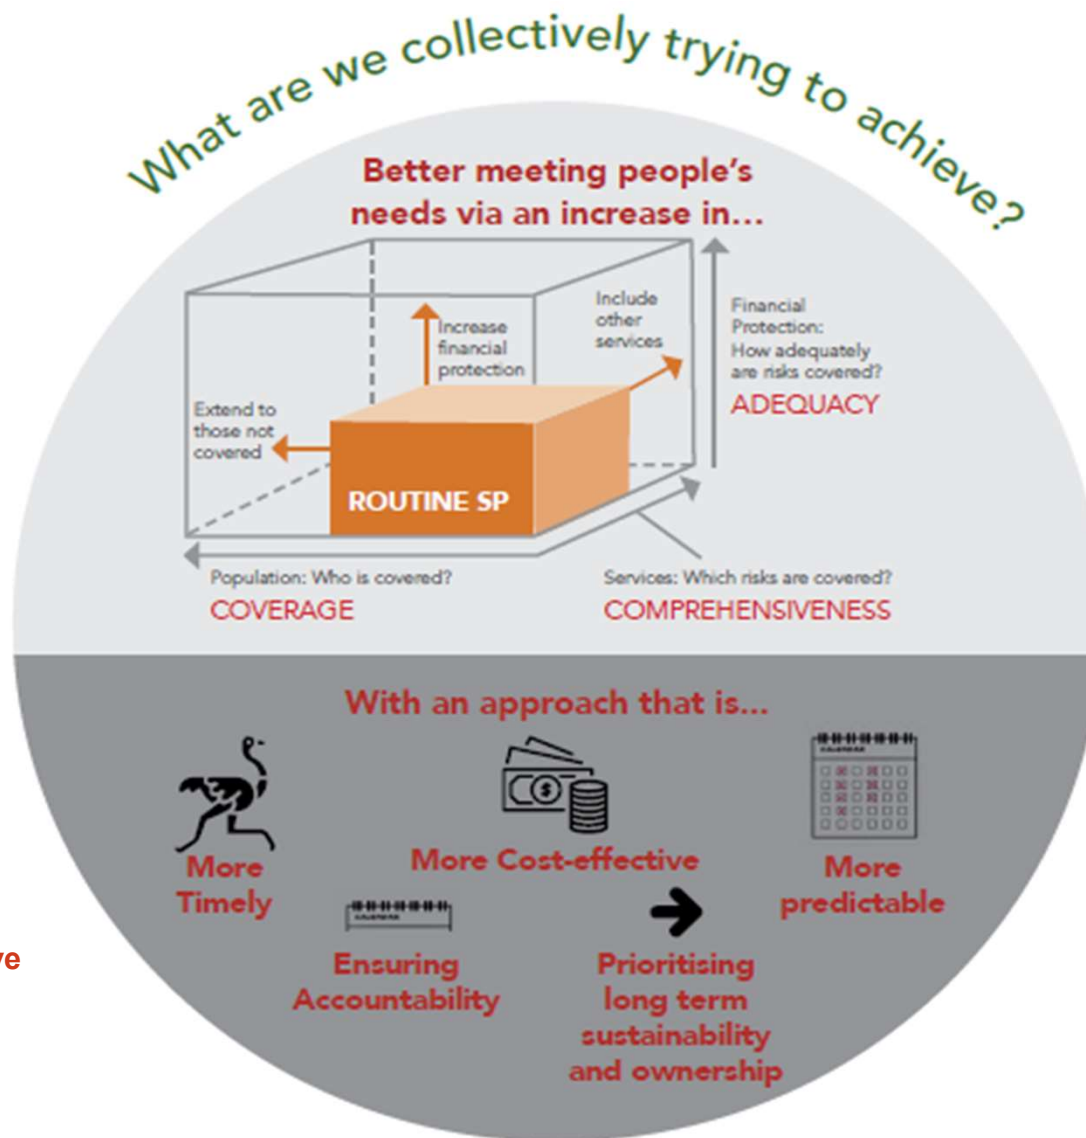 What are we collectively trying to achieve?
Better meeting people's
needs via an increase in...
Increase
financial
protection
Include
other
services
Extend to
those not
covered
Financial
Protection:
How adequately
are risks covered?
ADEQUACY
ROUTINE SP
Population: Who is covered?
COVERAGE
Services: Which risks are covered?
COMPREHENSIVENESS
With an approach that is...
More
Timely
More Cost-effective
CALENDAR
More
predictable
CALENDAR
Ensuring
Accountability
Prioritising
long term
sustainability
and ownership